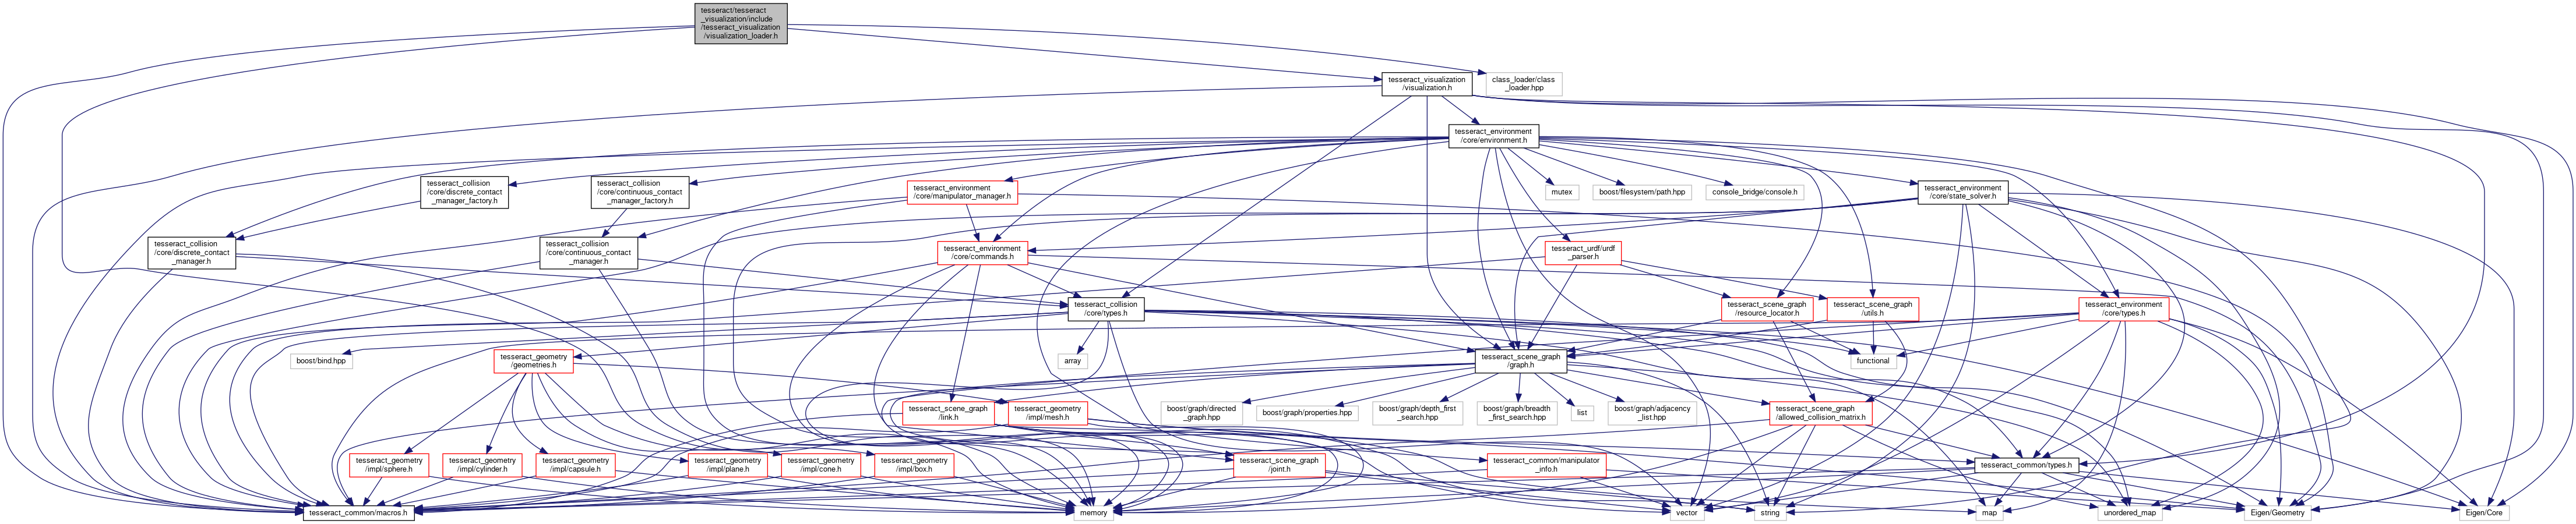 tesseract/tesseract
_visualization/include
/tesseract_visualization
/visualization_loader.h
tesseract_visualization
/visualization.h
class_loader/class
_loader.hpp
tesseract_environment
/core/environment.h
tesseract_collision
/core/discrete_contact
_manager_factory.h
tesseract_collision
/core/continuous_contact
_manager_factory.h
tesseract_environment
/core/manipulator_manager.h
mutex
boost/filesystem/path.hpp
console_bridge/console.h
tesseract_environment
/core/state_solver.h
tesseract_collision
/core/discrete_contact
_manager.h
tesseract_collision
/core/continuous_contact
_manager.h
tesseract_environment
/core/commands.h
tesseract_urdf/urdf
_parser.h
tesseract_collision
/core/types.h
tesseract_scene_graph
/resource_locator.h
tesseract_scene_graph
/utils.h
tesseract_environment
/core/types.h
boost/bind.hpp
tesseract_geometry
/geometries.h
array
tesseract_scene_graph
/graph.h
functional
tesseract_scene_graph
/link.h
tesseract_geometry
/impl/mesh.h
boost/graph/directed
_graph.hpp
boost/graph/properties.hpp
boost/graph/depth_first
_search.hpp
boost/graph/breadth
_first_search.hpp
list
boost/graph/adjacency
_list.hpp
tesseract_scene_graph
/allowed_collision_matrix.h
tesseract_geometry
/impl/sphere.h
tesseract_geometry
/impl/cylinder.h
tesseract_geometry
/impl/capsule.h
tesseract_geometry
/impl/plane.h
tesseract_geometry
/impl/cone.h
tesseract_geometry
/impl/box.h
tesseract_scene_graph
/joint.h
tesseract_common/manipulator
_info.h
tesseract_common/types.h
tesseract_common/macros.h
memory
vector
string
map
unordered_map
Eigen/Geometry
Eigen/Core